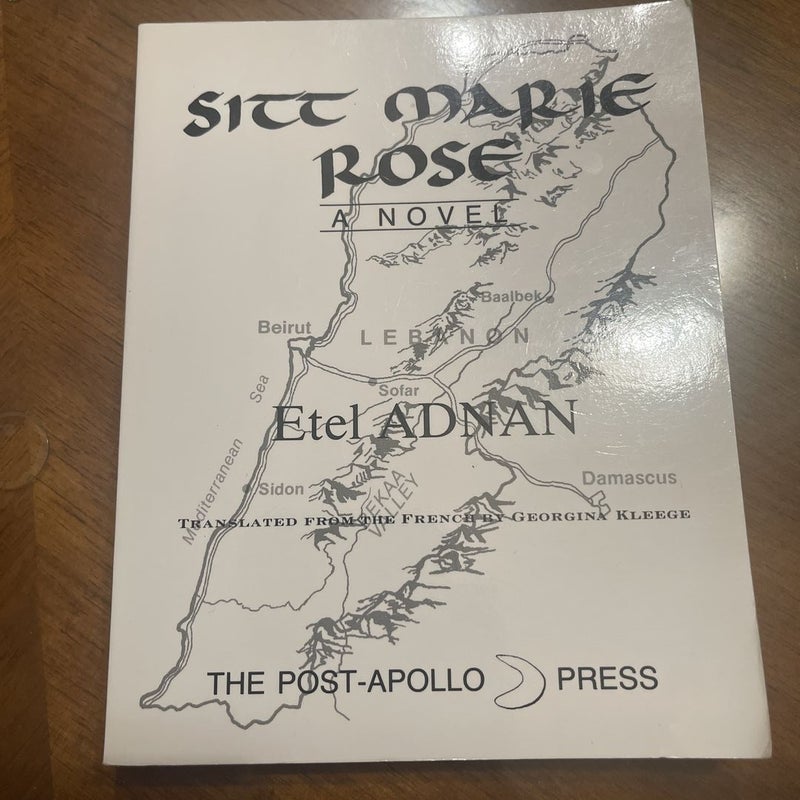 SITT MARIE
ROSE
A NOVEL
Baalbek
Beirut
LEBANON
Sofar
Mediterranean Sea
Etel ADNAN
Sidon
BEKAA
VALLEY
Damascus
TRANSLATED FROM THE FRENCH BY GEORGINA KLEEGE
THE POST-APOLLO PRESS